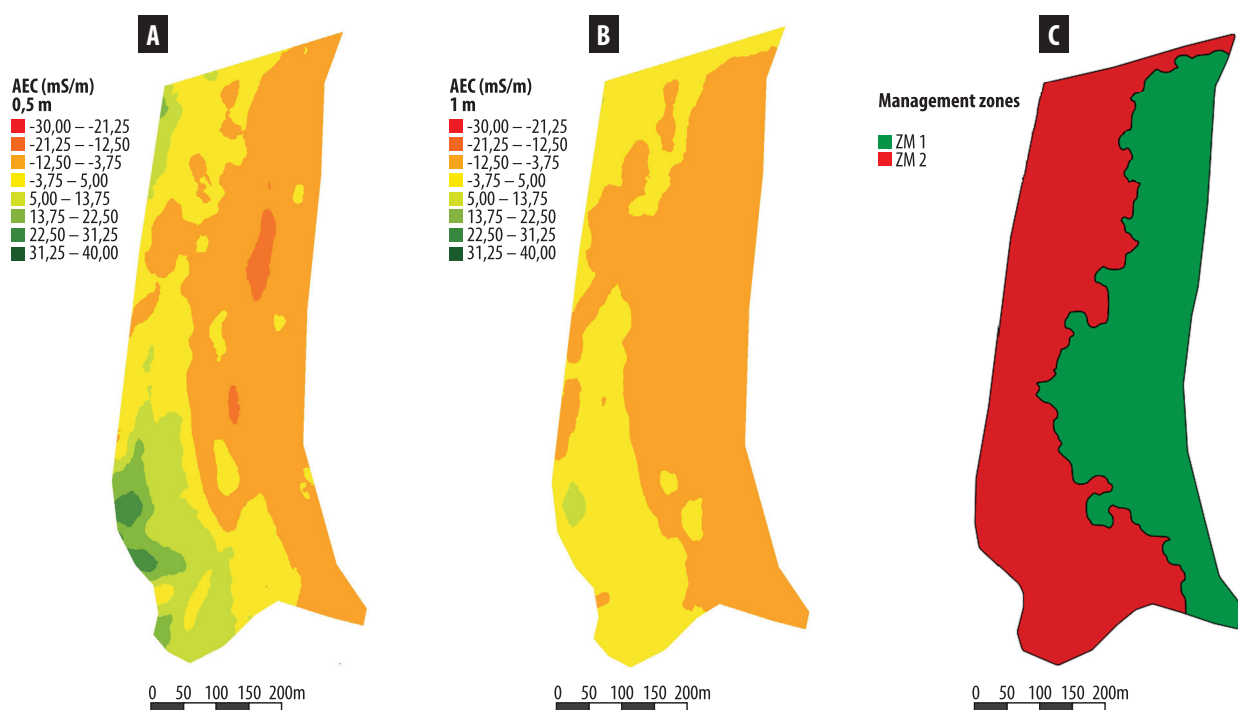 A
AEC (mS/m)
0,5 m
-30,00 – -21,25
-21,25 – -12,50
-12,50 – -3,75
-3,75 – 5,00
5,00 – 13,75
13,75 – 22,50
22,50 – 31,25
31,25 – 40,00
0 50 100 150 200m
B
AEC (mS/m)
1 m
-30,00 – -21,25
-21,25 – -12,50
-12,50 – -3,75
-3,75 – 5,00
5,00 – 13,75
13,75 – 22,50
22,50 – 31,25
31,25 – 40,00
0 50 100 150 200m
C
Management zones
ZM 1
ZM 2
0 50 100 150 200m